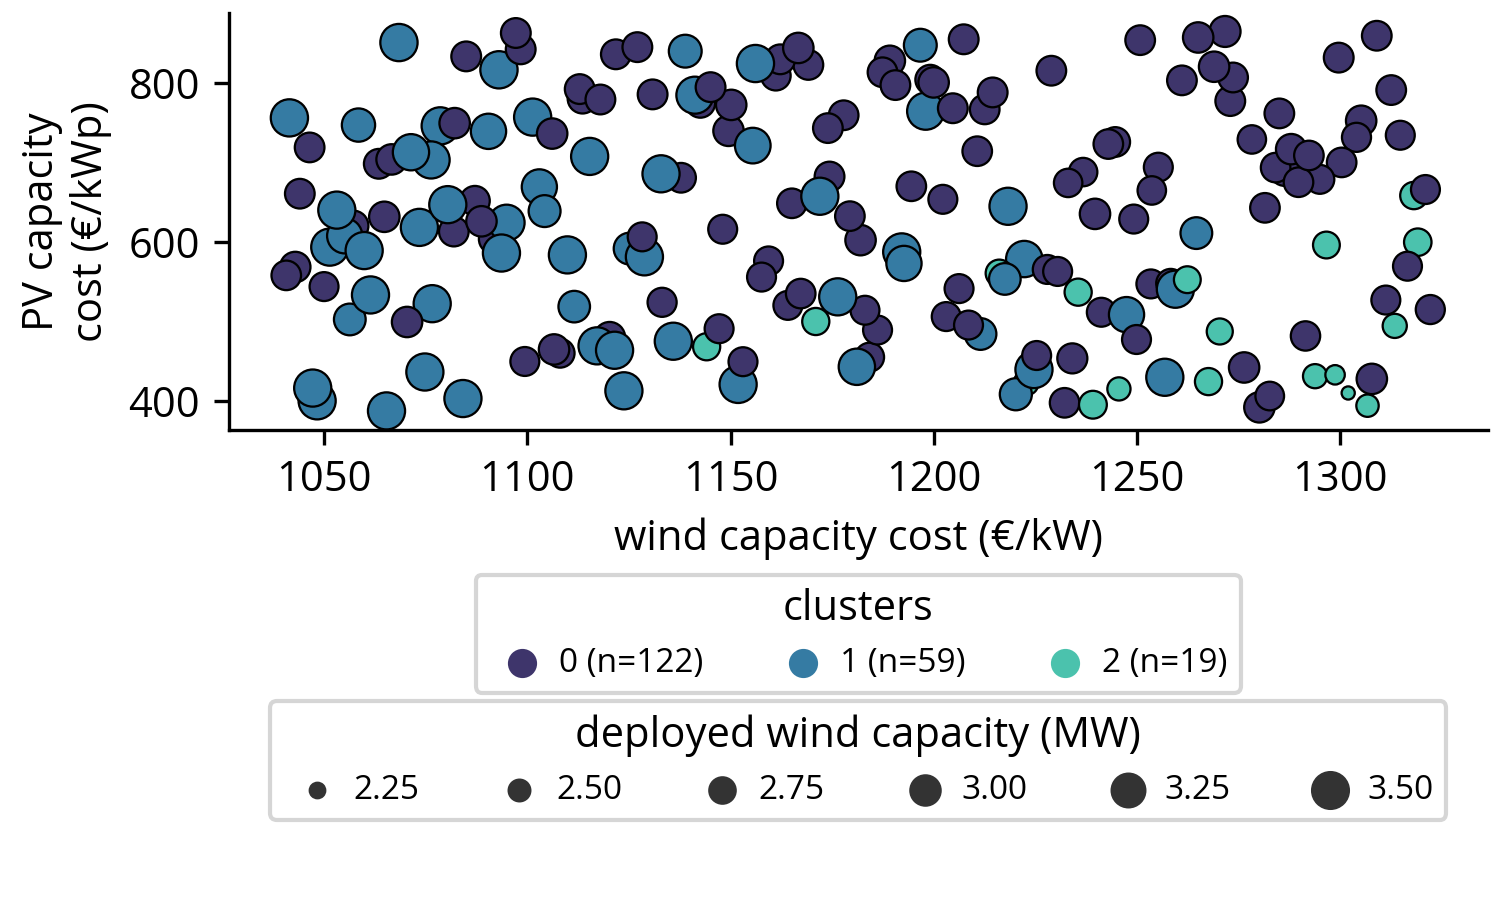 PV capacity
cost (€/kWp)
800
600
400
1050 1100 1150 1200 1250 1300
wind capacity cost (€/kW)
clusters
0 (n=122) 1 (n=59) 2 (n=19)
deployed wind capacity (MW)
2.25 2.50 2.75 3.00 3.25 3.50